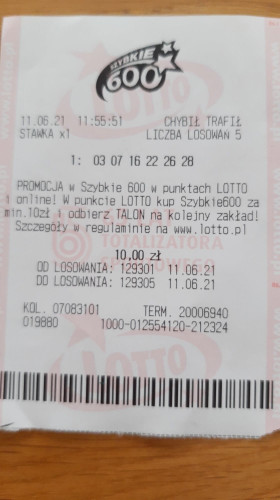 SZYBKIE
600
11.06.21 11:55:51 CHYBIŁ TRAFIŁ
STAWKA x1 LICZBA LOSOWAŃ 5
1: 03 07 16 22 26 28
PROMOCJA w Szybkie 600 w punktach LOTTO
i online! W punkcie LOTTO kup Szybkie600 za
min.10zł i odbierz TALON na kolejny zakład!
Szczegóły w regulaminie na www.lotto.pl
TOTALIZATORA
10,00 zł
OD LOSOWANIA: 129301 11.06.21
DO LOSOWANIA: 129305 11.06.21
KOL. 07083101 TERM. 20006940
019880 1000-012554120-212324
LOTTO